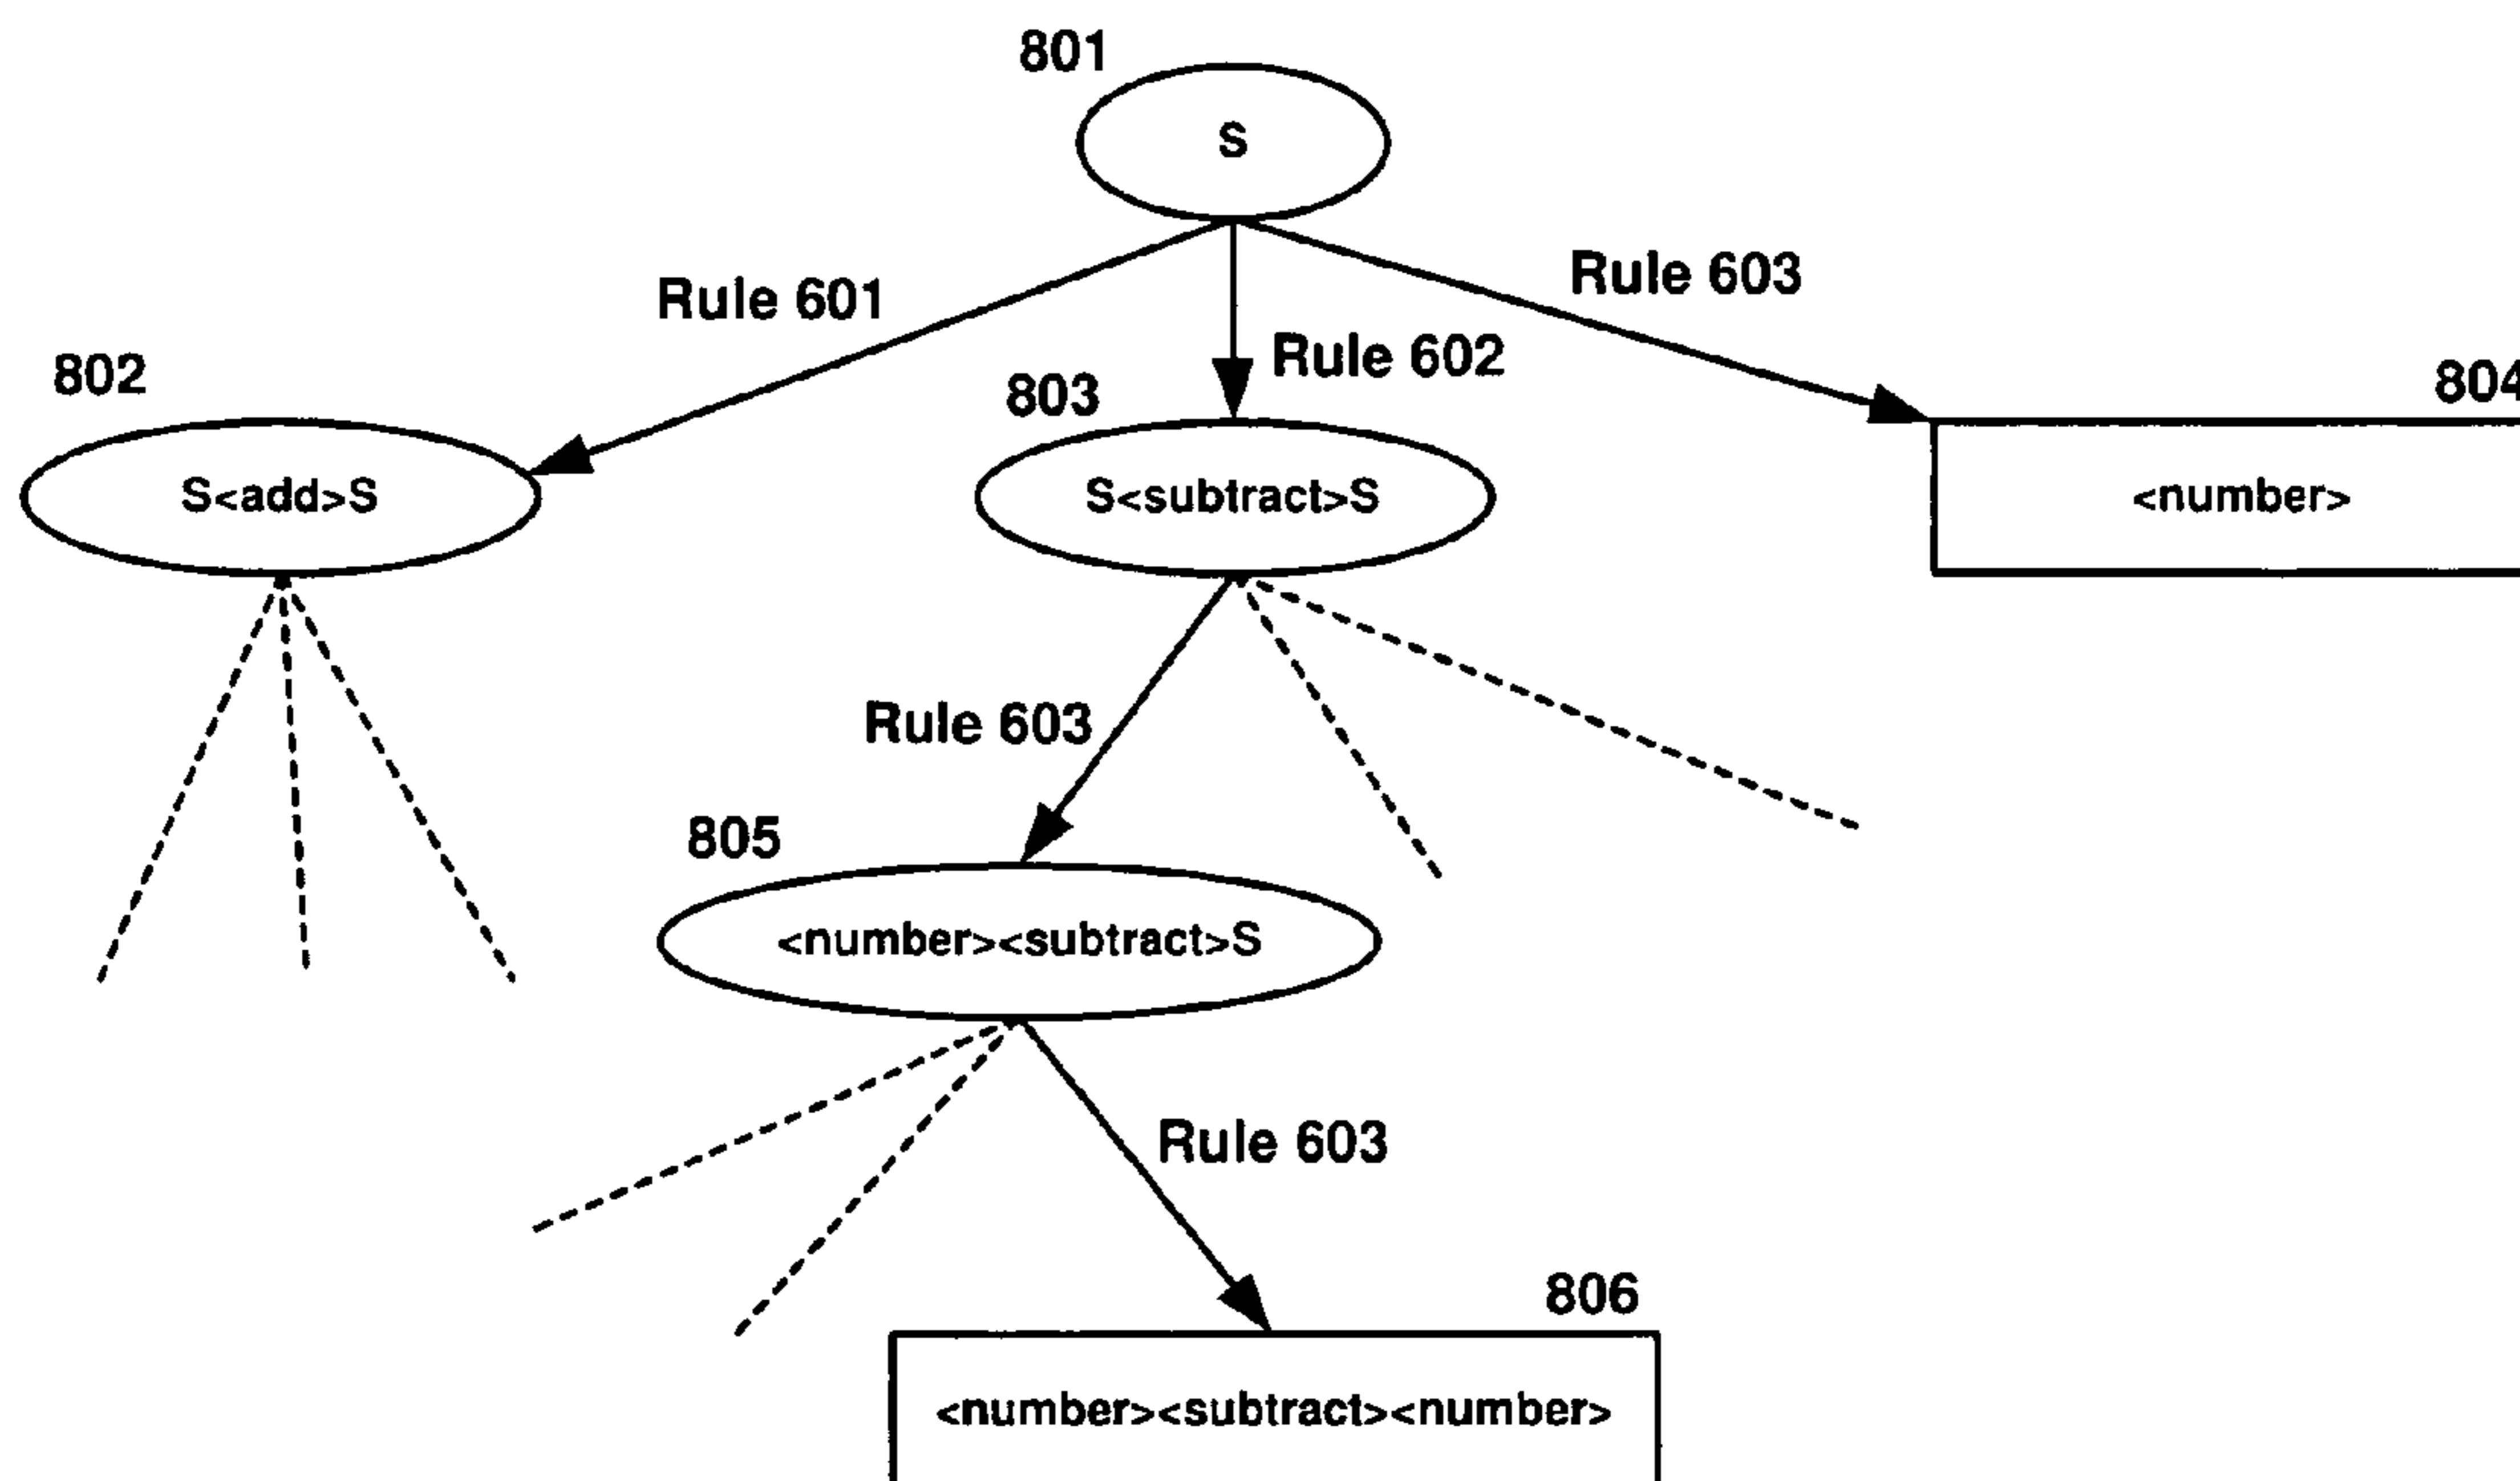 801
S
Rule 601
Rule 603
Rule 602
802
803
804
S<add>S
S<subtract>S
<number>
Rule 603
805
<number><subtract>S
Rule 603
806
<number><subtract><number>